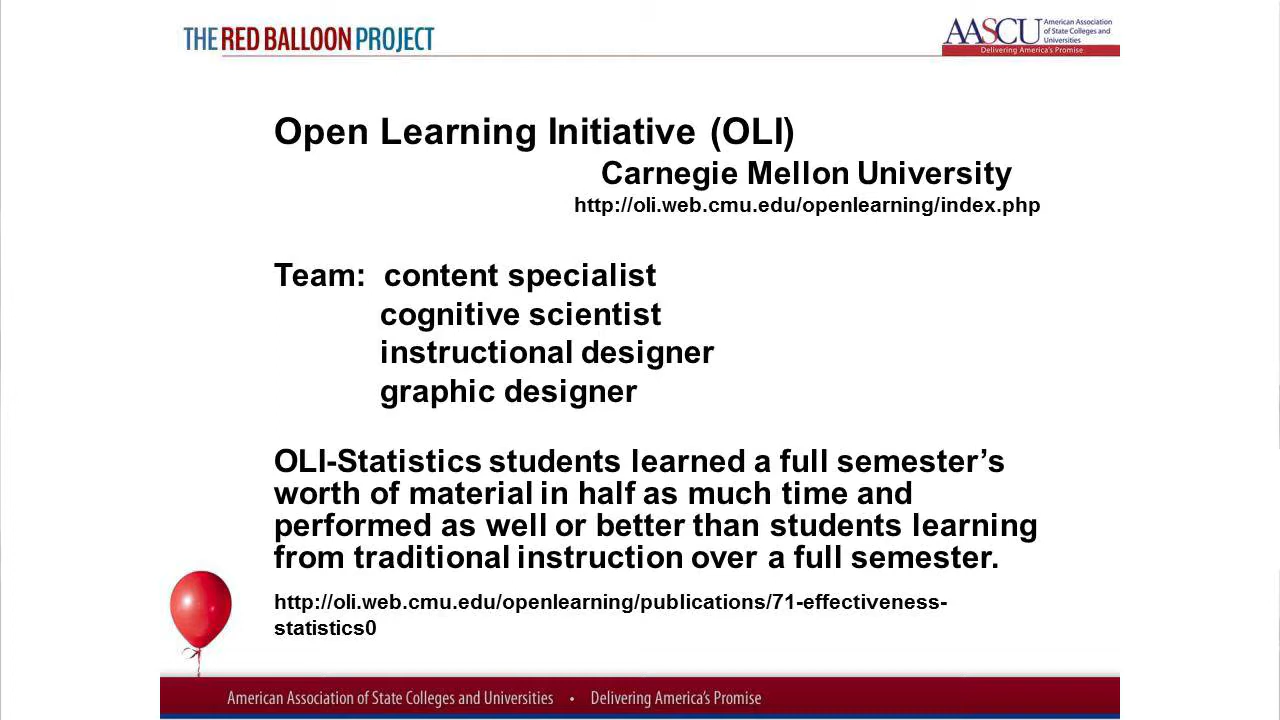 THE RED BALLOON PROJECT
AASCU American Association
of State Colleges and
Universities
Delivering America's Promise
Open Learning Initiative (OLI)
Carnegie Mellon University
http://oli.web.cmu.edu/openlearning/index.php
Team: content specialist
cognitive scientist
instructional designer
graphic designer
OLI-Statistics students learned a full semester’s
worth of material in half as much time and
performed as well or better than students learning
from traditional instruction over a full semester.
http://oli.web.cmu.edu/openlearning/publications/71-effectiveness-
statistics0
American Association of State Colleges and Universities • Delivering America's Promise